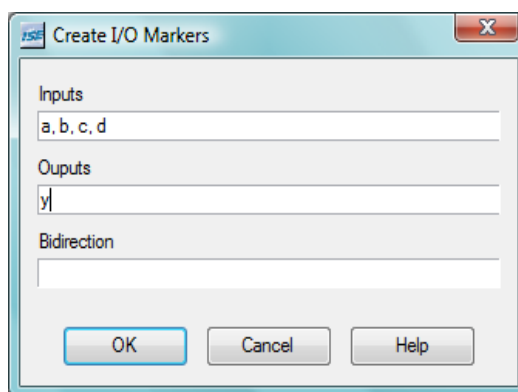 ISE Create I/O Markers X
Inputs
a, b, c, d
Ouputs
y
Bidirection
OK Cancel Help